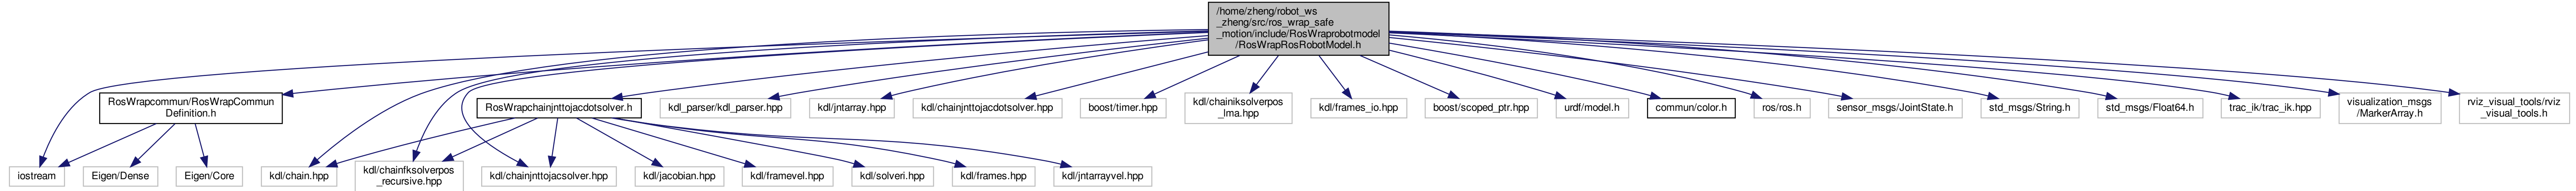 /home/zheng/robot_ws
_zheng/src/ros_wrap_safe
_motion/include/RosWraprobotmodel
/RosWrapRosRobotModel.h
RosWrapcommun/RosWrapCommun
Definition.h
RosWrapchainjnttojacdotsolver.h
kdl_parser/kdl_parser.hpp
kdl/jntarray.hpp
kdl/chainjnttojacdotsolver.hpp
boost/timer.hpp
kdl/chainiksolverpos
_lma.hpp
kdl/frames_io.hpp
boost/scoped_ptr.hpp
urdf/model.h
commun/color.h
ros/ros.h
sensor_msgs/JointState.h
std_msgs/String.h
std_msgs/Float64.h
trac_ik/trac_ik.hpp
visualization_msgs
/MarkerArray.h
rviz_visual_tools/rviz
_visual_tools.h
iostream
Eigen/Dense
Eigen/Core
kdl/chain.hpp
kdl/chainfksolverpos
_recursive.hpp
kdl/chainjnttojacsolver.hpp
kdl/jacobian.hpp
kdl/framevel.hpp
kdl/solveri.hpp
kdl/frames.hpp
kdl/jntarrayvel.hpp